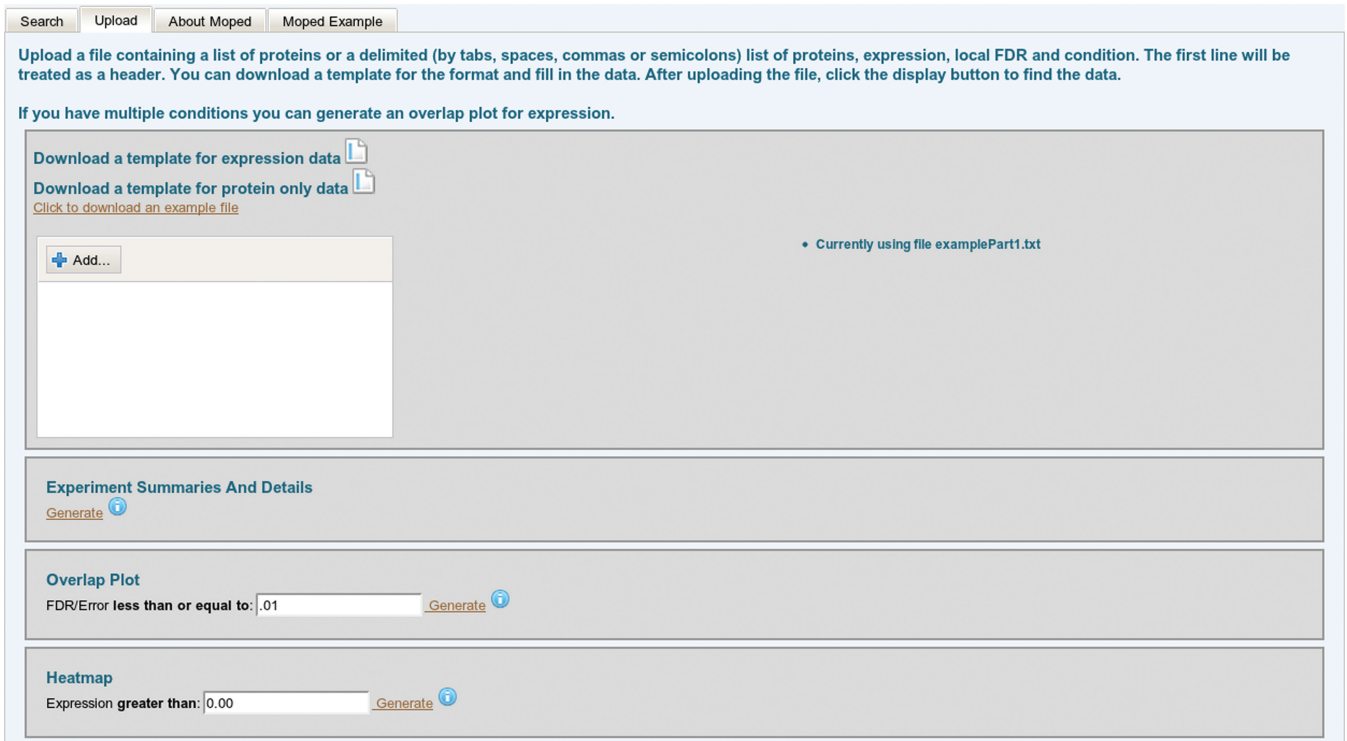 Search Upload About Moped Moped Example
Upload a file containing a list of proteins or a delimited (by tabs, spaces, commas or semicolons) list of proteins, expression, local FDR and condition. The first line will be
treated as a header. You can download a template for the format and fill in the data. After uploading the file, click the display button to find the data.
If you have multiple conditions you can generate an overlap plot for expression.
Download a template for expression data
Download a template for protein only data
Click to download an example file
Add...
• Currently using file examplePart1.txt
Experiment Summaries And Details
Generate
Overlap Plot
FDR/Error less than or equal to: .01 Generate
Heatmap
Expression greater than: 0.00 Generate